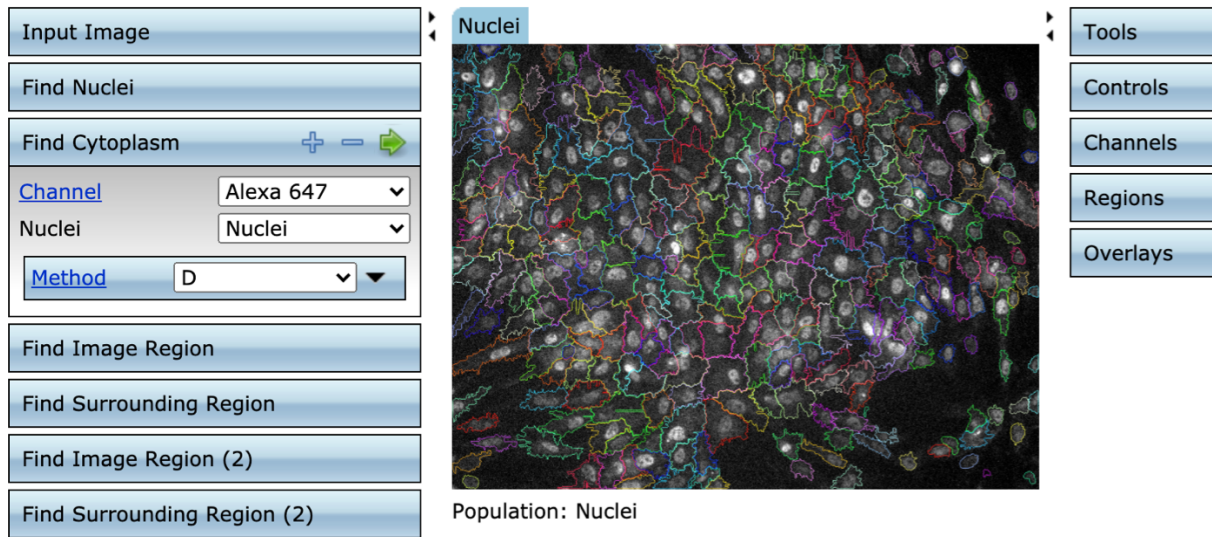 Input Image
Find Nuclei
Find Cytoplasm
Channel Alexa 647
Nuclei Nuclei
Method D
Find Image Region
Find Surrounding Region
Find Image Region (2)
Find Surrounding Region (2)
Nuclei
Population: Nuclei
Tools
Controls
Channels
Regions
Overlays